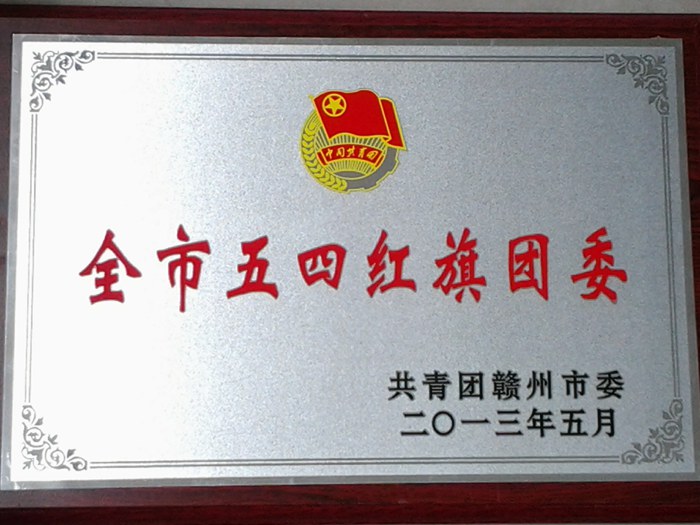 中国共青团
全市五四红旗团委
共青团赣州市委
二〇一三年五月